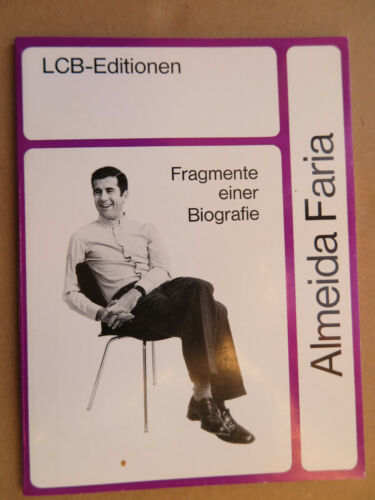 LCB-Editionen
Fragmente
einer
Biografie
Almeida Faria